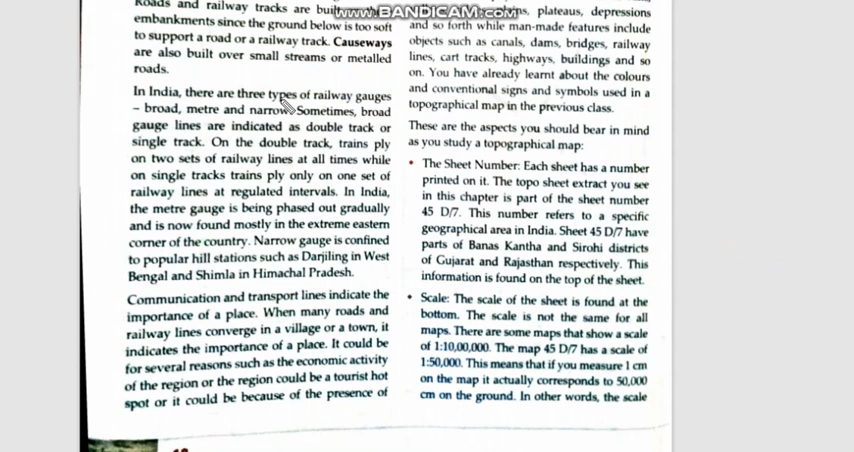 Roads and railway tracks are built
embankments since the ground below is too soft
to support a road or a railway track. Causeways
are also built over small streams or metalled
roads.
In India, there are three types of railway gauges
– broad, metre and narrow. Sometimes, broad
gauge lines are indicated as double track or
single track. On the double track, trains ply
on two sets of railway lines at all times while
on single tracks trains ply only on one set of
railway lines at regulated intervals. In India,
the metre gauge is being phased out gradually
and is now found mostly in the extreme eastern
corner of the country. Narrow gauge is confined
to popular hill stations such as Darjiling in West
Bengal and Shimla in Himachal Pradesh.
Communication and transport lines indicate the
importance of a place. When many roads and
railway lines converge in a village or a town, it
indicates the importance of a place. It could be
for several reasons such as the economic activity
of the region or the region could be a tourist hot
spot or it could be because of the presence of
www.BANDICAM.com
plateaus, depressions
and so forth while man-made features include
objects such as canals, dams, bridges, railway
lines, cart tracks, highways, buildings and so
on. You have already learnt about the colours
and conventional signs and symbols used in a
topographical map in the previous class.
These are the aspects you should bear in mind
as you study a topographical map:
• The Sheet Number: Each sheet has a number
printed on it. The topo sheet extract you see
in this chapter is part of the sheet number
45 D/7. This number refers to a specific
geographical area in India. Sheet 45 D/7 have
parts of Banas Kantha and Sirohi districts
of Gujarat and Rajasthan respectively. This
information is found on the top of the sheet.
• Scale: The scale of the sheet is found at the
bottom. The scale is not the same for all
maps. There are some maps that show a scale
of 1:10,00,000. The map 45 D/7 has a scale of
1:50,000. This means that if you measure 1 cm
on the map it actually corresponds to 50,000
cm on the ground. In other words, the scale